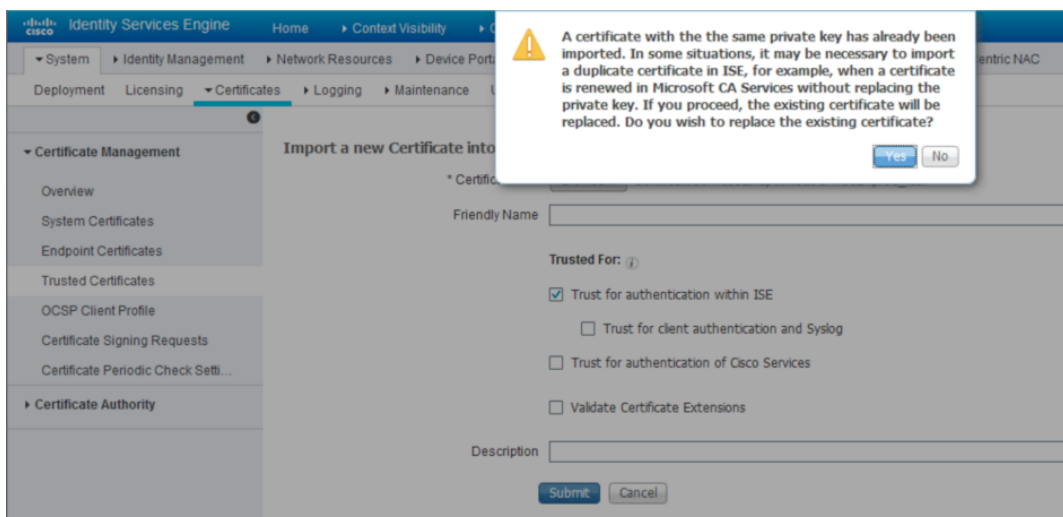 cisco Identity Services Engine Home Context Visibility
System Identity Management Network Resources Device Port entric NAC
Deployment Licensing Certificates Logging Maintenance
A certificate with the the same private key has already been
imported. In some situations, it may be necessary to import
a duplicate certificate in ISE, for example, when a certificate
is renewed in Microsoft CA Services without replacing the
private key. If you proceed, the existing certificate will be
replaced. Do you wish to replace the existing certificate?
Yes No
Certificate Management
Overview
System Certificates
Endpoint Certificates
Trusted Certificates
OCSP Client Profile
Certificate Signing Requests
Certificate Periodic Check Setti...
Certificate Authority
Import a new Certificate into
* Certific
Friendly Name
Trusted For:
Trust for authentication within ISE
Trust for client authentication and Syslog
Trust for authentication of Cisco Services
Validate Certificate Extensions
Description
Submit Cancel